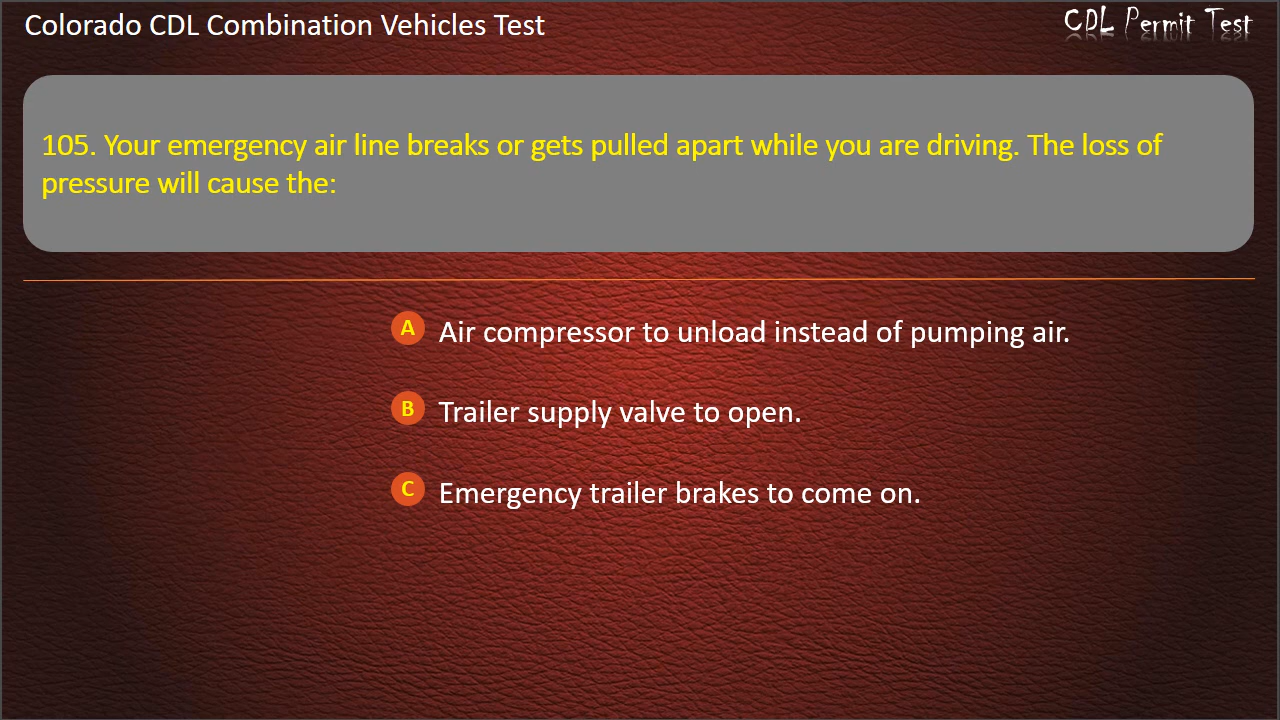 Colorado CDL Combination Vehicles Test
CDL Permit Test
105. Your emergency air line breaks or gets pulled apart while you are driving. The loss of
pressure will cause the:
A Air compressor to unload instead of pumping air.
B Trailer supply valve to open.
C Emergency trailer brakes to come on.